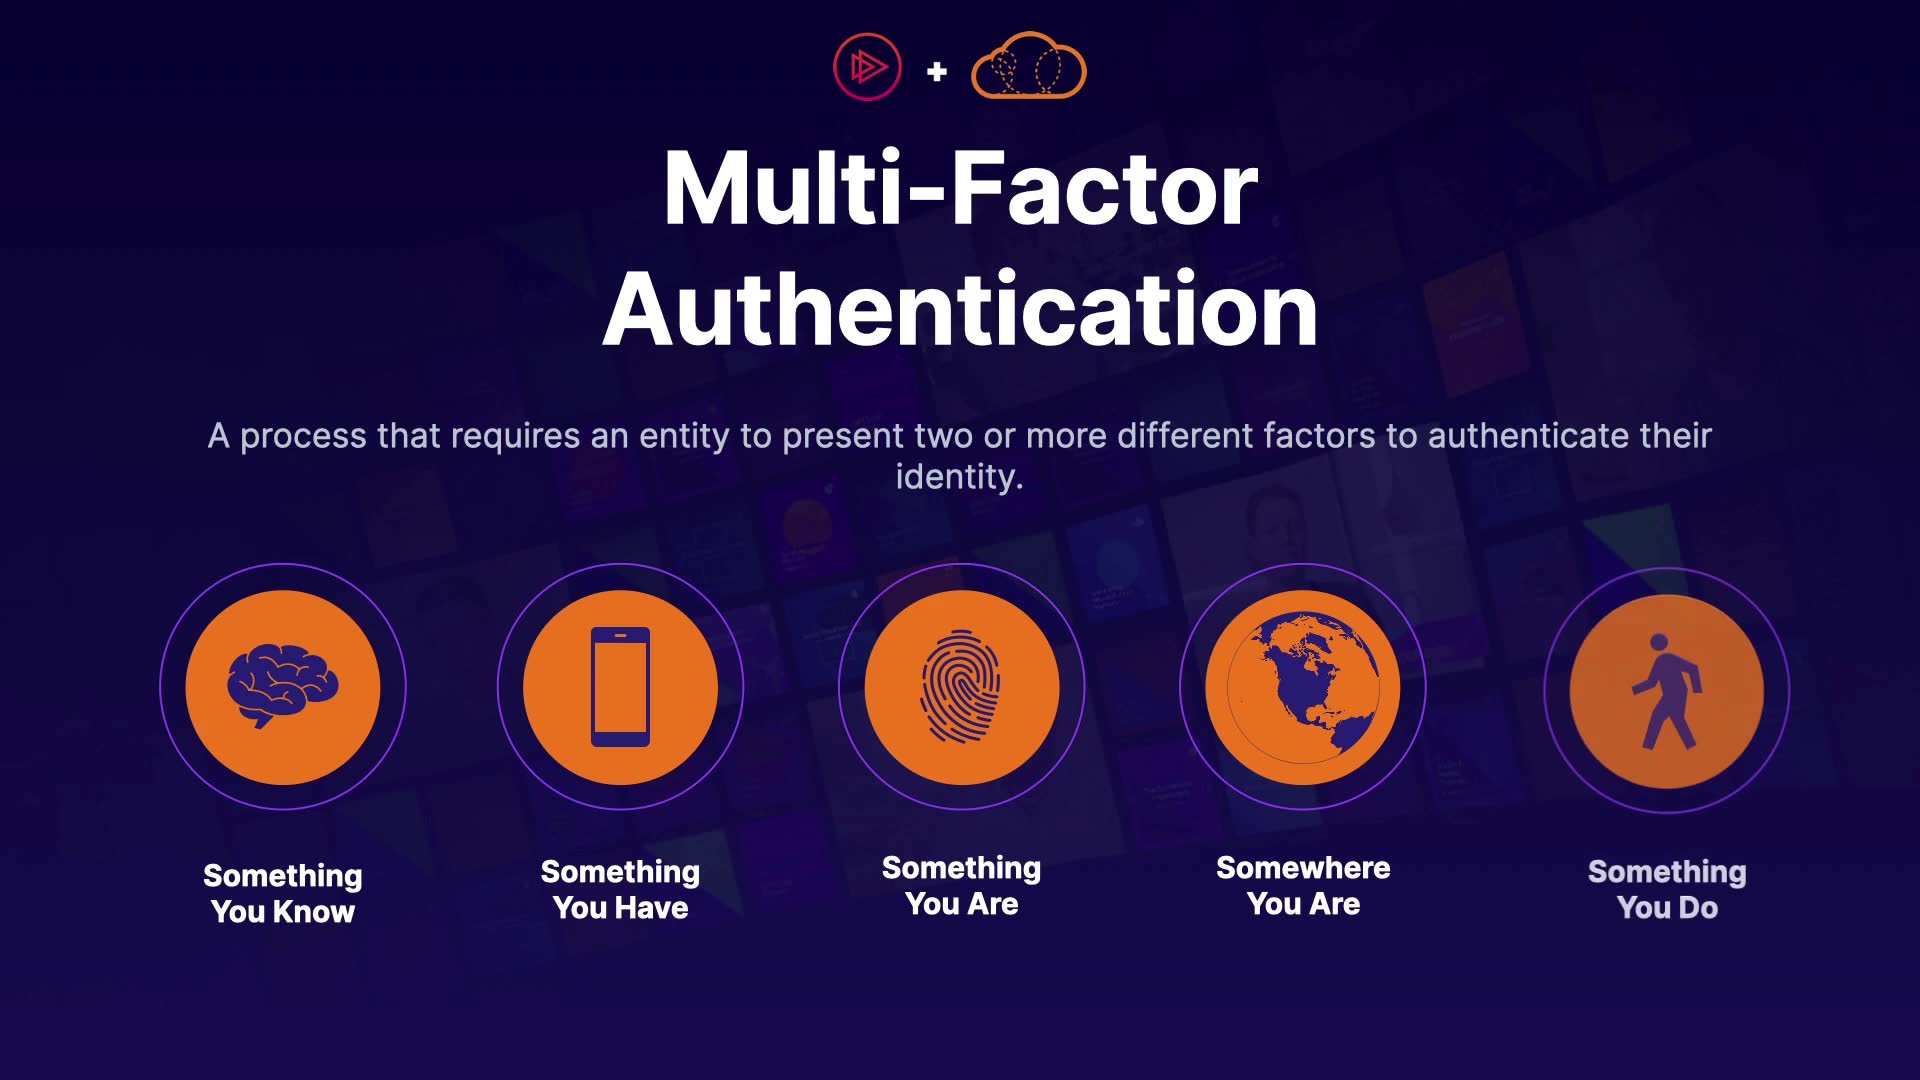 +
Multi-Factor
Authentication
A process that requires an entity to present two or more different factors to authenticate their
identity.
Something
You Know
Something
You Have
Something
You Are
Somewhere
You Are
Something
You Do